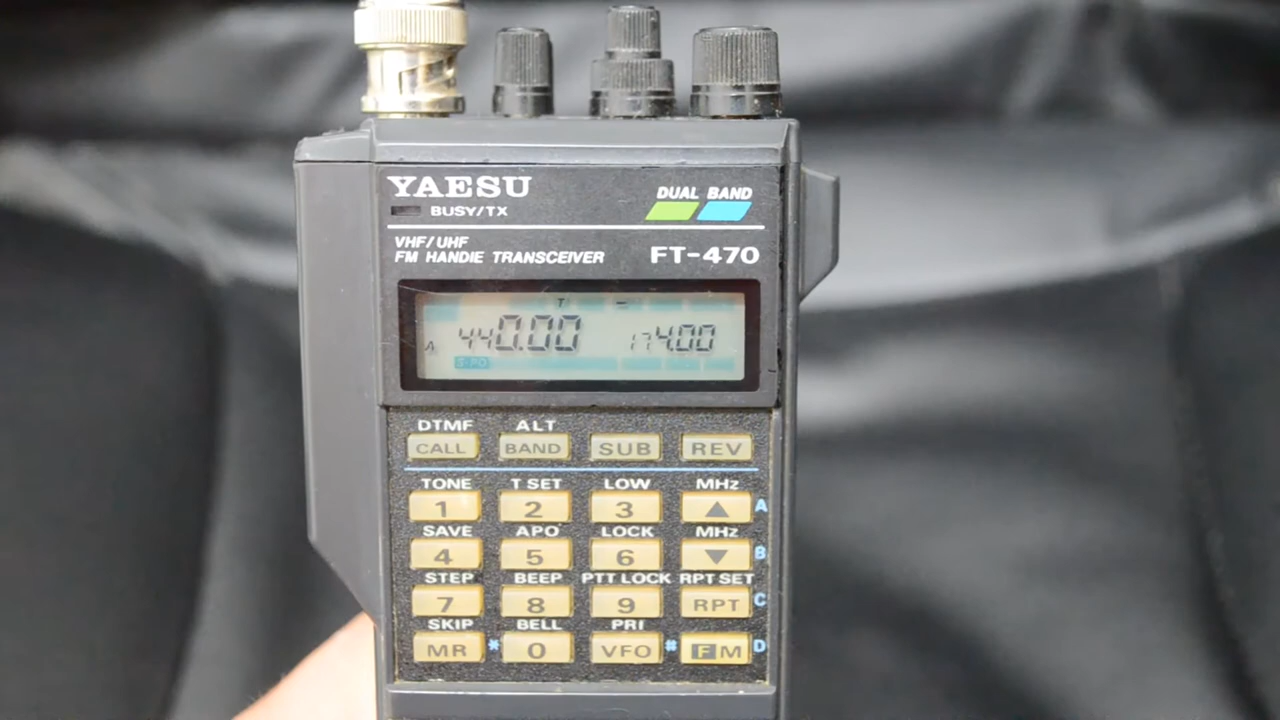 YAESU
DUAL BAND
BUSY/TX
VHF/UHF
FM HANDIE TRANSCEIVER
FT-470
T -
A 440.00 174.00
S·PO
DTMF ALT
CALL BAND SUB REV
TONE T SET LOW MHz
1 2 3 ▲ A
SAVE APO LOCK MHz
4 5 6 ▼ B
STEP BEEP PTT LOCK RPT SET
7 8 9 RPT C
SKIP BELL PRI
MR * 0 VFO # F M D